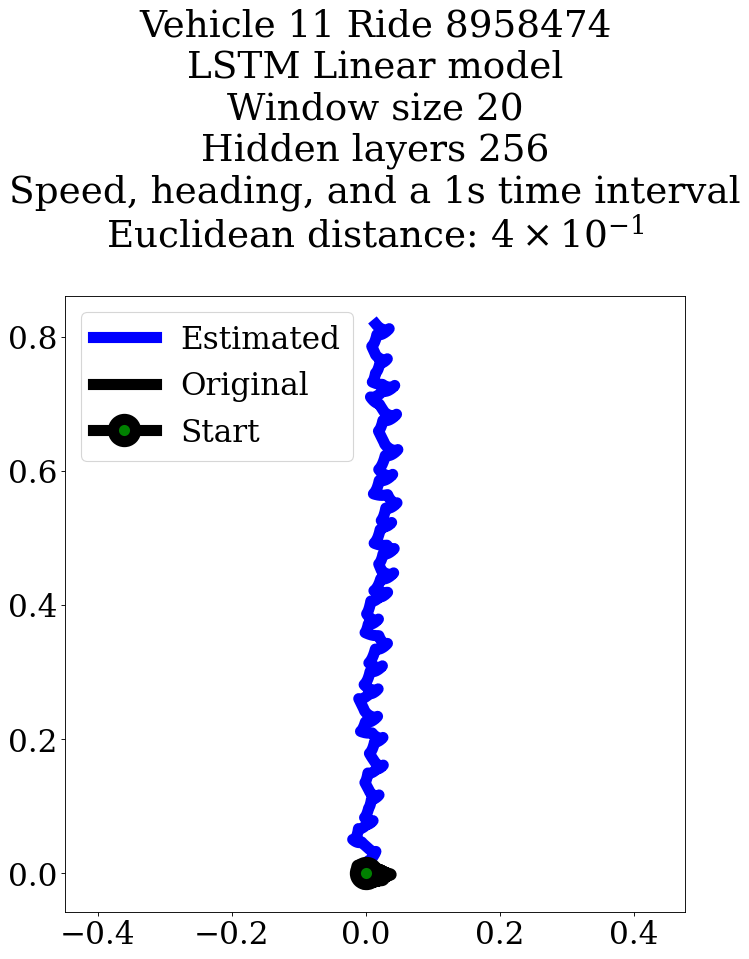 Vehicle 11 Ride 8958474
LSTM Linear model
Window size 20
Hidden layers 256
Speed, heading, and a 1s time interval
Euclidean distance: 4 × 10⁻¹
Estimated
Original
Start
0.8
0.6
0.4
0.2
0.0
−0.4 −0.2 0.0 0.2 0.4